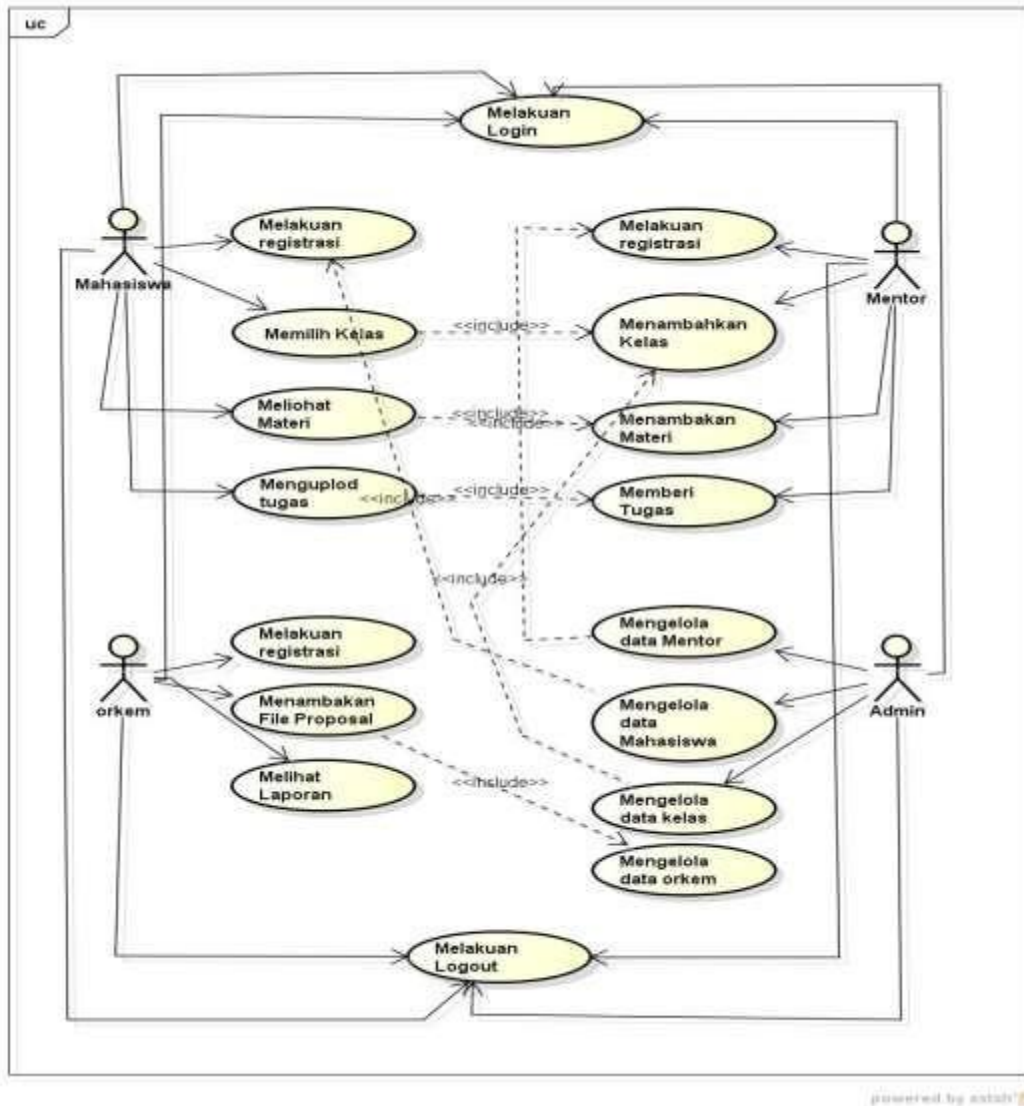 uc
Melakuan
Login
Melakuan
registrasi
Melakuan
registrasi
Mahasiswa
Mentor
Memilih Kelas
<<include>>
Menambahkan
Kelas
Meliohat
Materi
<<include>>
<<include>>
Menambakan
Materi
Menguplod
tugas
<<include>>
<<include>>
Memberi
Tugas
<<include>>
Melakuan
registrasi
Mengelola
data Mentor
orkem
Menambakan
File Proposal
Mengelola
data
Mahasiswa
Admin
Melihat
Laporan
<<include>>
Mengelola
data kelas
Mengelola
data orkem
Melakuan
Logout
powered by astah